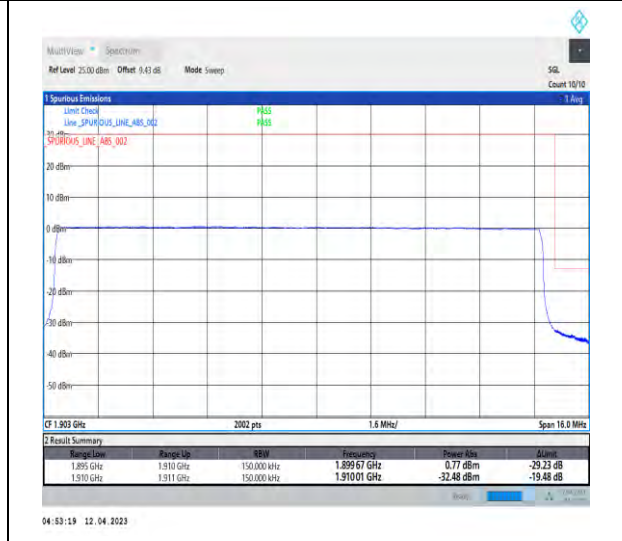 MultiView Spectrum
Ref Level 25.00 dBm Offset 9.43 dB Mode Sweep SGL
Count 10/10
1 Spurious Emissions 1 Avg
Limit Check PASS
Line _SPURIOUS_LINE_ABS_002 PASS
30 dBm
_SPURIOUS_LINE_ABS_002
20 dBm
10 dBm
0 dBm
-10 dBm
-20 dBm
-30 dBm
-40 dBm
-50 dBm
CF 1.903 GHz 2002 pts 1.6 MHz/ Span 16.0 MHz
2 Result Summary
Range Low Range Up RBW Frequency Power Abs ΔLimit
1.895 GHz 1.910 GHz 150.000 kHz 1.89967 GHz 0.77 dBm -29.23 dB
1.910 GHz 1.911 GHz 150.000 kHz 1.91001 GHz -32.48 dBm -19.48 dB
Ready
04:53:19 12.04.2023